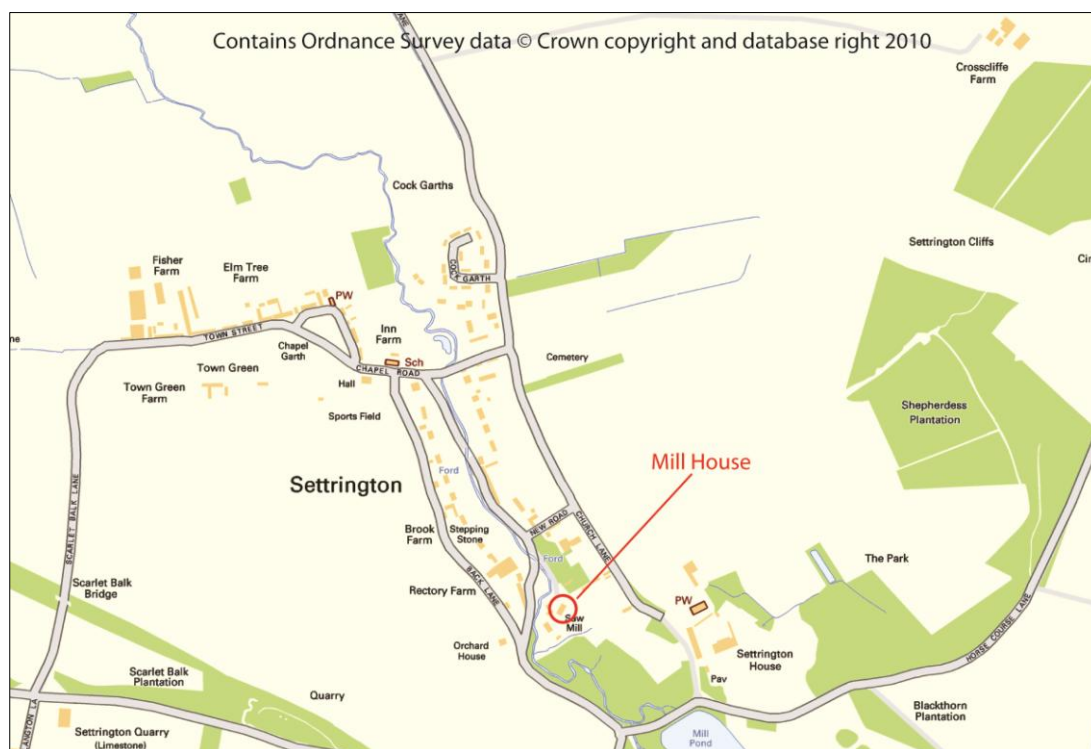 Contains Ordnance Survey data © Crown copyright and database right 2010
LANE
Crosscliffe
Farm
Cock Garths
Settrington Cliffs
Fisher
Farm
Elm Tree
Farm
COCK GARTH
PW
TOWN STREET
Chapel
Garth
Inn
Farm
Sch
CHAPEL ROAD
Cemetery
Town Green
Town Green
Farm
Hall
Sports Field
Shepherdess
Plantation
Mill House
Settrington
Ford
SCARLET BALK LANE
Brook
Farm
Stepping
Stone
NEW ROAD
CHURCH LANE
Ford
The Park
Scarlet Balk
Bridge
Rectory Farm
BACK LANE
PW
Saw
Mill
HORSE COURSE LANE
Orchard
House
Settrington
House
Scarlet Balk
Plantation
Quarry
Pav
Blackthorn
Plantation
Settrington Quarry
(Limestone)
Mill
Pond